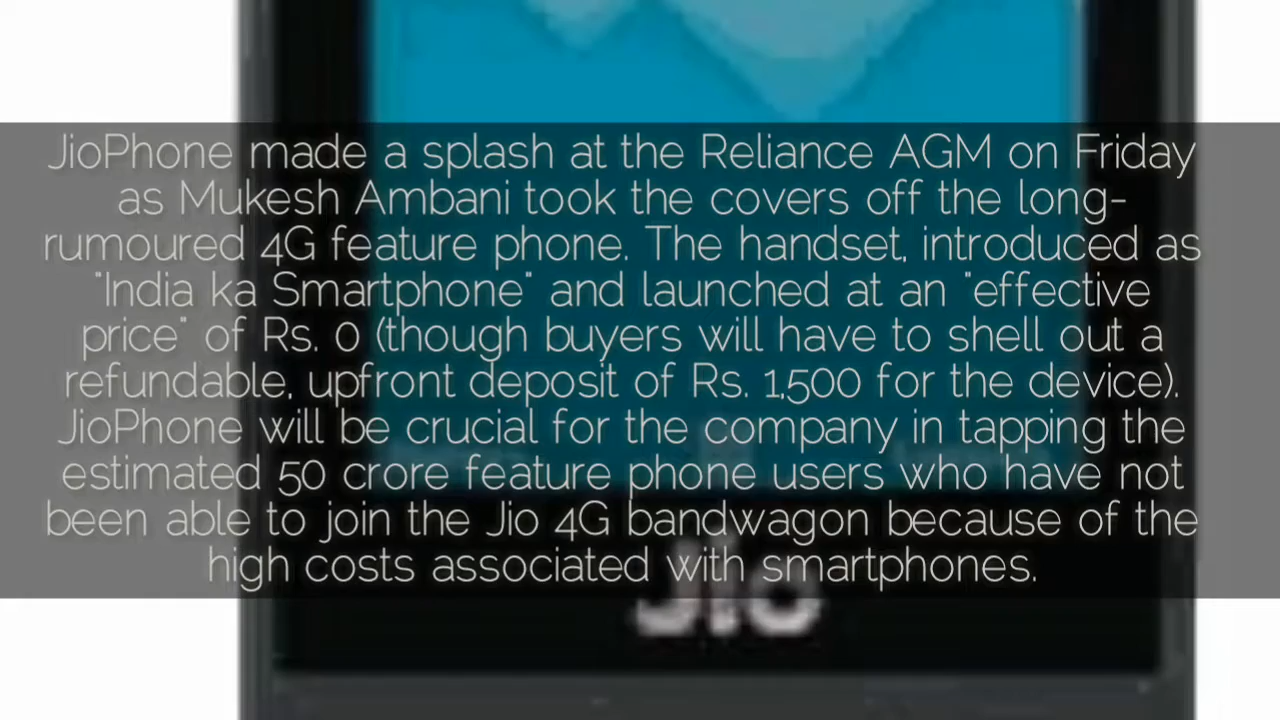 JioPhone made a splash at the Reliance AGM on Friday
as Mukesh Ambani took the covers off the long-
rumoured 4G feature phone. The handset, introduced as
"India ka Smartphone" and launched at an "effective
price" of Rs. 0 (though buyers will have to shell out a
refundable, upfront deposit of Rs. 1,500 for the device).
JioPhone will be crucial for the company in tapping the
estimated 50 crore feature phone users who have not
been able to join the Jio 4G bandwagon because of the
high costs associated with smartphones.
Jio